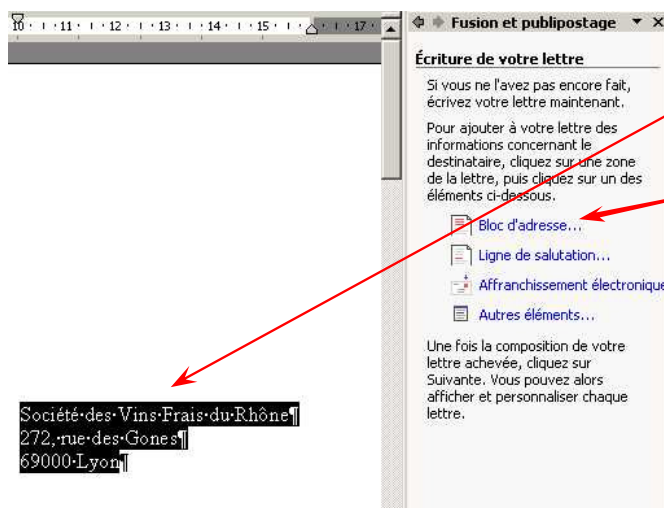 10 · 11 · 12 · 13 · 14 · 15 · 17 ·
Fusion et publipostage
Écriture de votre lettre
Si vous ne l'avez pas encore fait,
écrivez votre lettre maintenant.
Pour ajouter à votre lettre des
informations concernant le
destinataire, cliquez sur une zone
de la lettre, puis cliquez sur un des
éléments ci-dessous.
Bloc d'adresse...
Ligne de salutation...
Affranchissement électronique
Autres éléments...
Une fois la composition de votre
lettre achevée, cliquez sur
Suivante. Vous pouvez alors
afficher et personnaliser chaque
lettre.
Société·des·Vins·Frais·du·Rhône¶
272,·rue·des·Gones¶
69000·Lyon¶